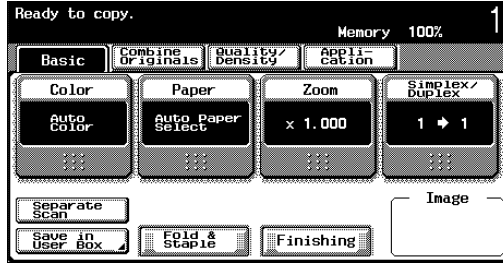 Ready to copy.
Memory 100% 1
Basic
Combine
Originals
Quality/
Density
Appli-
cation
Color
Auto
Color
Paper
Auto Paper
Select
Zoom
x 1.000
Simplex/
Duplex
1 → 1
Separate
Scan
Save in
User Box
Fold &
Staple
Finishing
Image